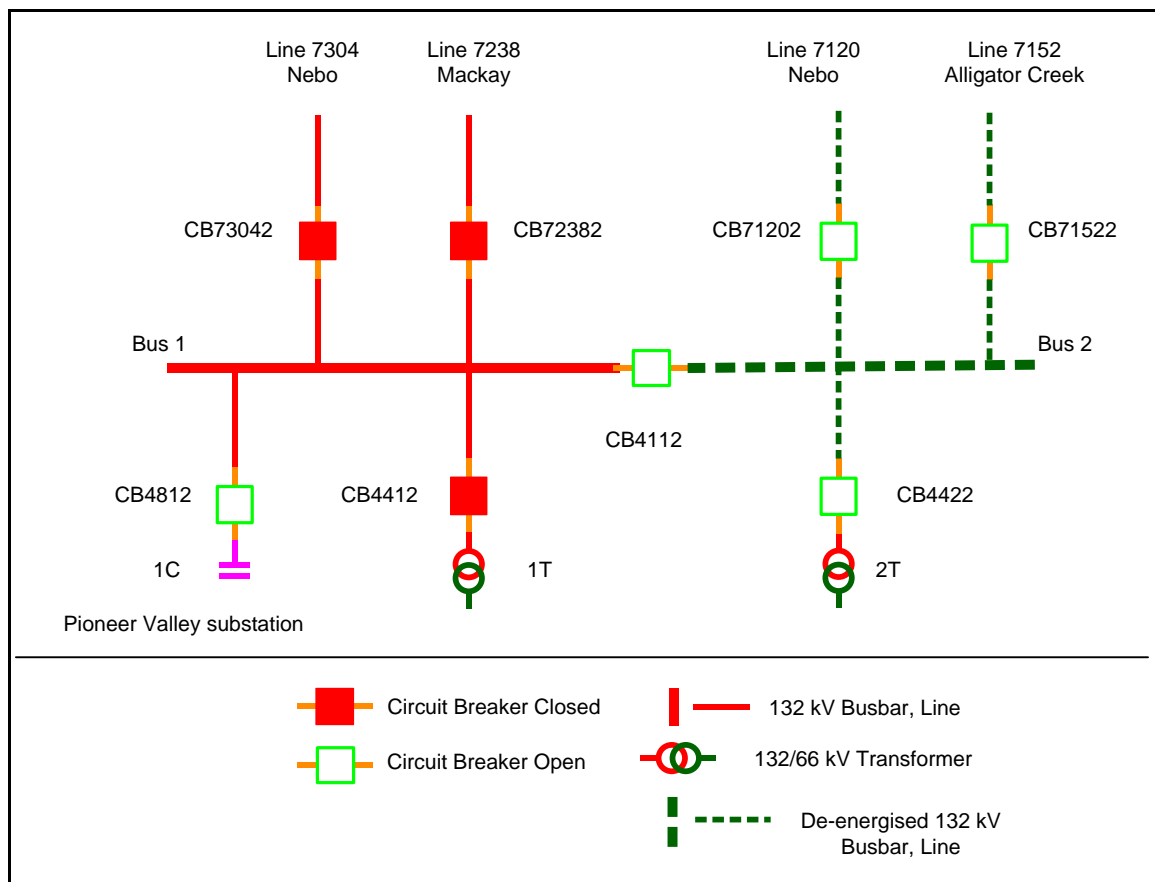 Line 7304
Nebo
Line 7238
Mackay
Line 7120
Nebo
Line 7152
Alligator Creek
CB73042
CB72382
CB71202
CB71522
Bus 1
Bus 2
CB4112
CB4812
CB4412
CB4422
1C
1T
2T
Pioneer Valley substation
Circuit Breaker Closed
132 kV Busbar, Line
Circuit Breaker Open
132/66 kV Transformer
De-energised 132 kV
Busbar, Line